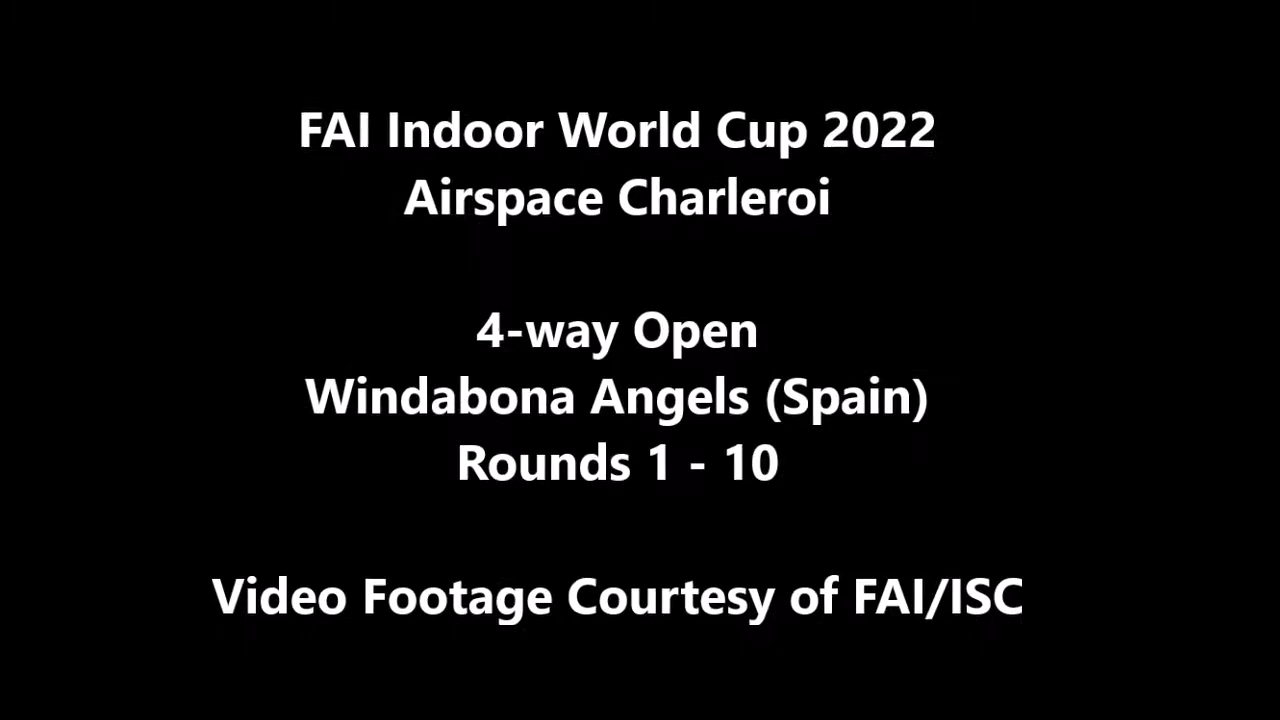 FAI Indoor World Cup 2022
Airspace Charleroi
4-way Open
Windabona Angels (Spain)
Rounds 1 - 10
Video Footage Courtesy of FAI/ISC